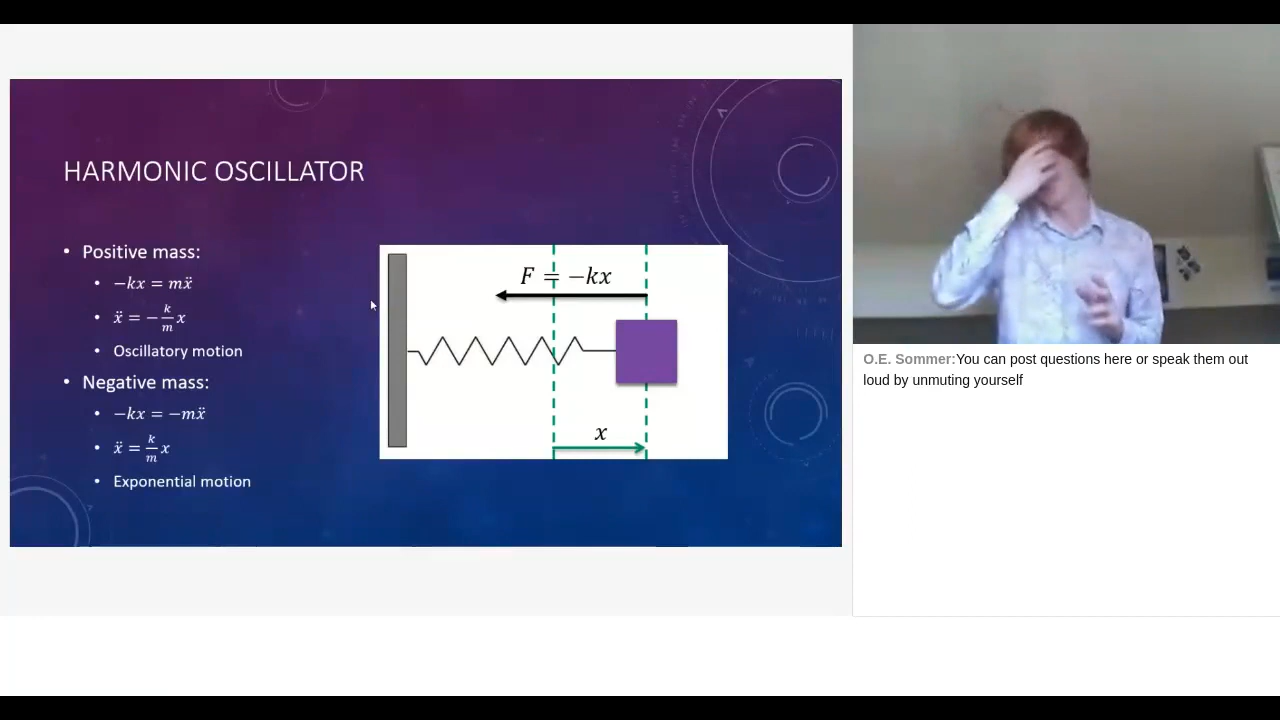 HARMONIC OSCILLATOR
• Positive mass:
• −kx = mẍ
• ẍ = −k/m x
• Oscillatory motion
• Negative mass:
• −kx = −mẍ
• ẍ = k/m x
• Exponential motion
F = −kx
x
O.E. Sommer:You can post questions here or speak them out
loud by unmuting yourself